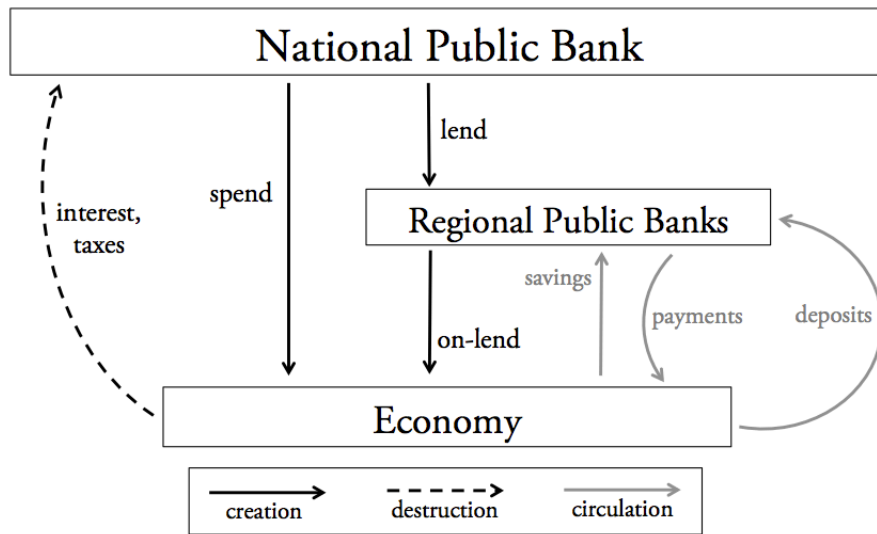 National Public Bank
lend
spend
interest,
taxes
Regional Public Banks
savings
payments
deposits
on-lend
Economy
creation
destruction
circulation